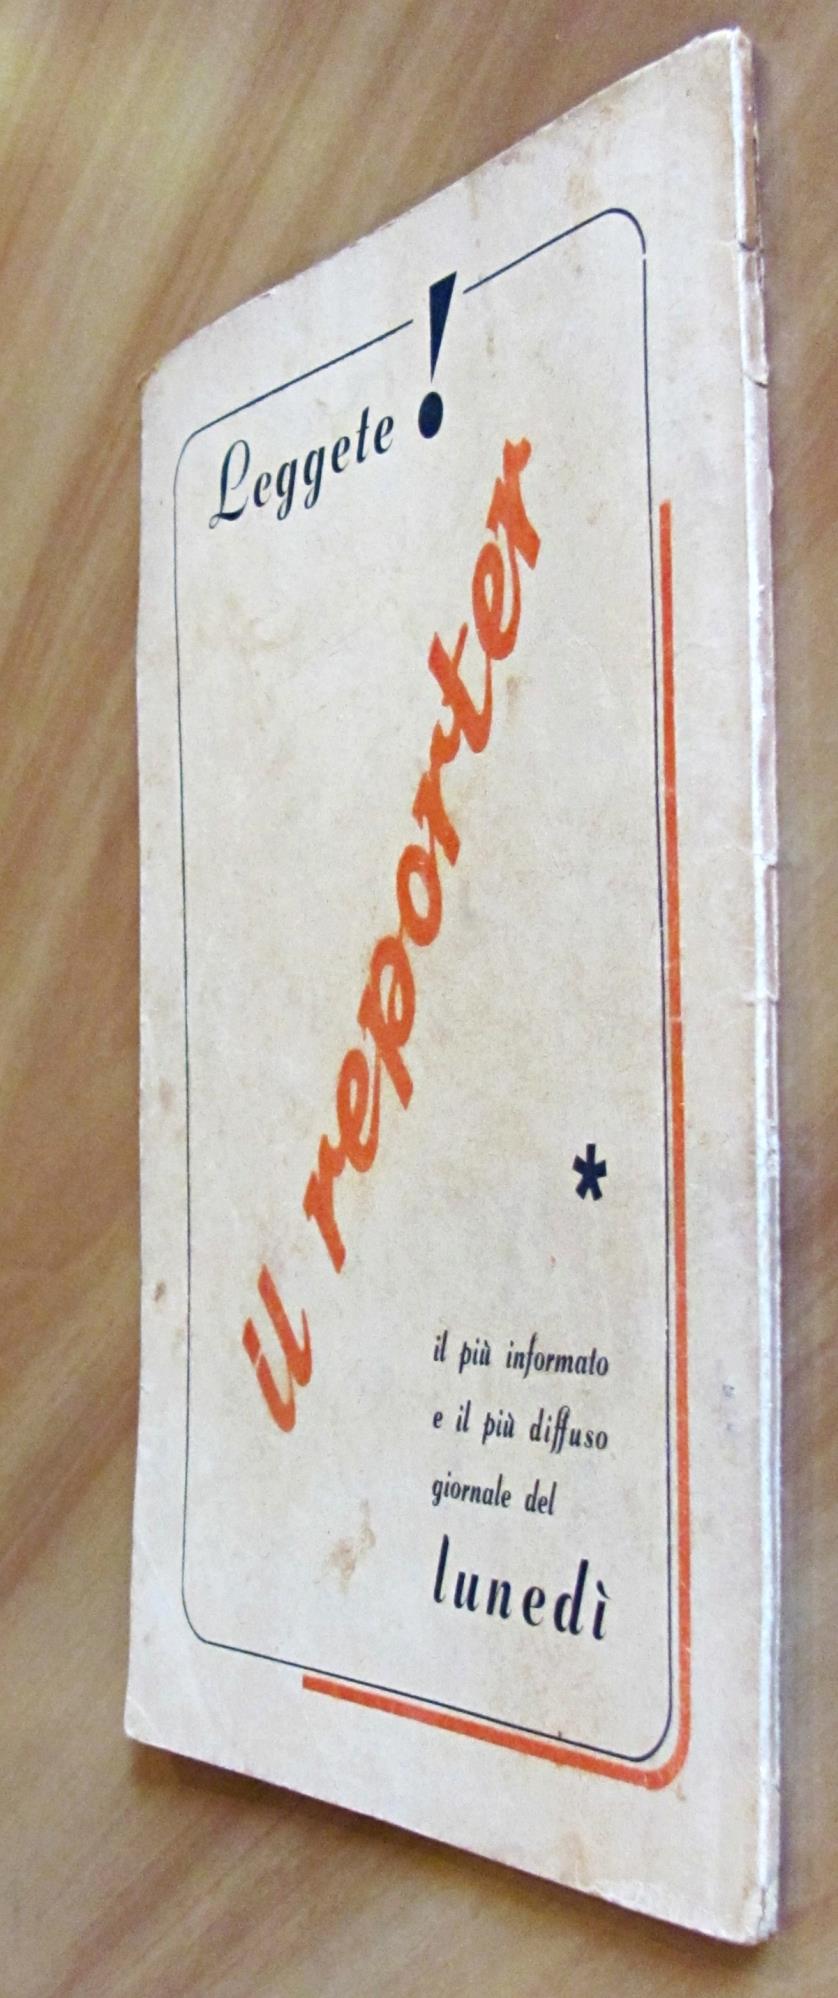 Leggete!
il reporter
*
il più informato
e il più diffuso
giornale del
lunedì